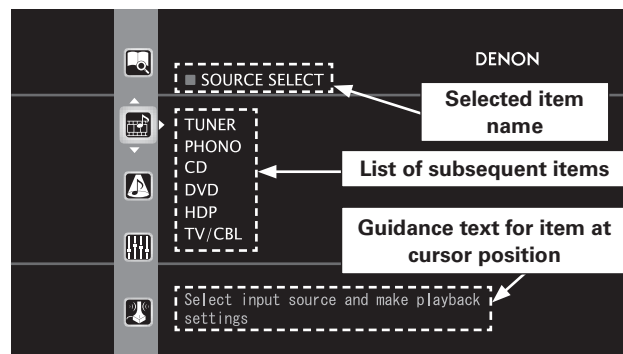 DENON
SOURCE SELECT
Selected item
name
TUNER
PHONO
CD
DVD
HDP
TV/CBL
List of subsequent items
Guidance text for item at
cursor position
Select input source and make playback
settings